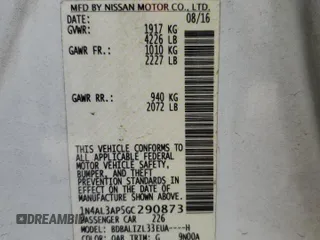 MFD BY NISSAN MOTOR CO., LTD.
08/16
GVWR: 1917 KG
4226 LB
GAWR FR: 1010 KG
2227 LB
GAWR RR: 940 KG
2072 LB
THIS VEHICLE CONFORMS TO ALL
APPLICABLE FEDERAL MOTOR
VEHICLE SAFETY,
BUMPER, AND THEFT
PREVENTION STANDARDS IN
EFFECT ON THE DATE OF
MANUFACTURE SHOWN ABOVE.
1N4AL3AP5GC290873
PASSENGER CAR 226
MODEL: BDBALIZL33EUA----H
COLOR: QAB TRIM: G 9N00A